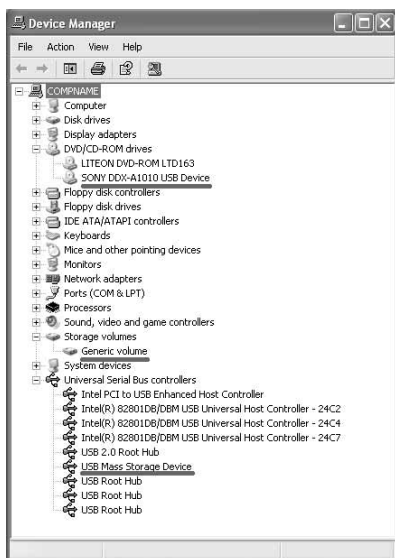 Device Manager
File Action View Help
COMPNAME
Computer
Disk drives
Display adapters
DVD/CD-ROM drives
LITEON DVD-ROM LTD163
SONY DDX-A1010 USB Device
Floppy disk controllers
Floppy disk drives
IDE ATA/ATAPI controllers
Keyboards
Mice and other pointing devices
Monitors
Network adapters
Ports (COM & LPT)
Processors
Sound, video and game controllers
Storage volumes
Generic volume
System devices
Universal Serial Bus controllers
Intel PCI to USB Enhanced Host Controller
Intel(R) 82801DB/DBM USB Universal Host Controller - 24C2
Intel(R) 82801DB/DBM USB Universal Host Controller - 24C4
Intel(R) 82801DB/DBM USB Universal Host Controller - 24C7
USB 2.0 Root Hub
USB Mass Storage Device
USB Root Hub
USB Root Hub
USB Root Hub